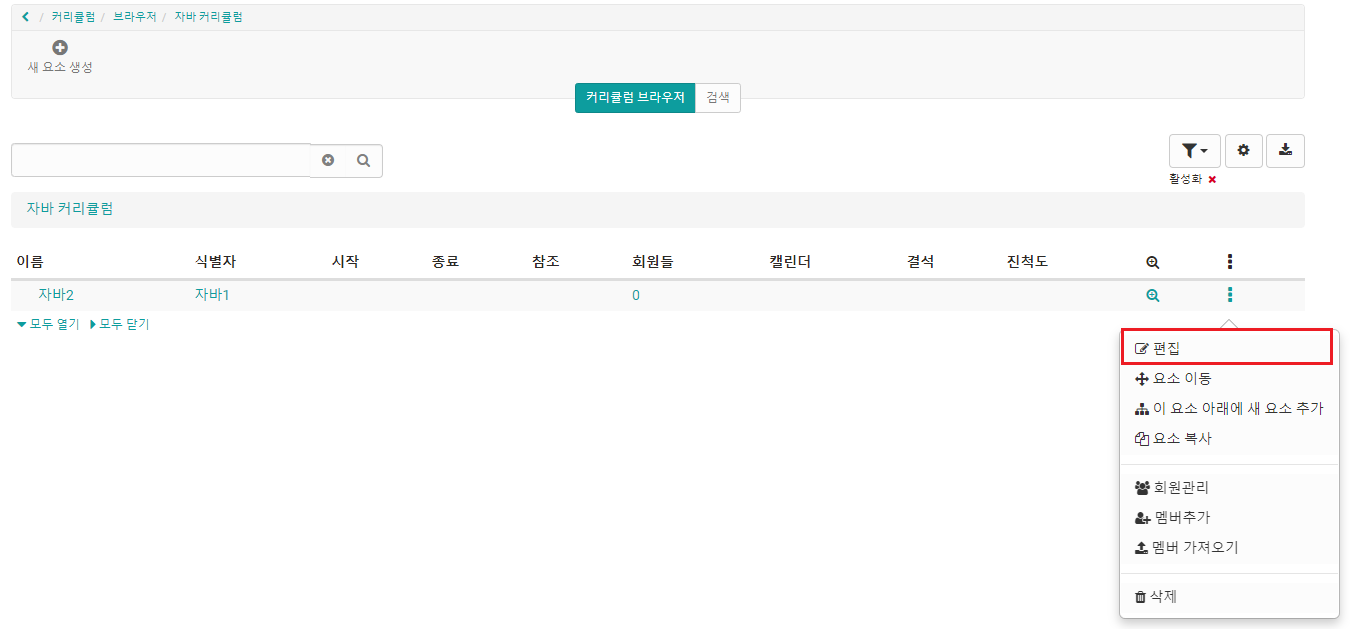 / 커리큘럼 / 브라우저 / 자바 커리큘럼
새 요소 생성
커리큘럼 브라우저 검색
활성화
자바 커리큘럼
이름 식별자 시작 종료 참조 회원들 캘린더 결석 진척도
자바2 자바1 0
모두 열기 모두 닫기
편집
요소 이동
이 요소 아래에 새 요소 추가
요소 복사
회원관리
멤버추가
멤버 가져오기
삭제